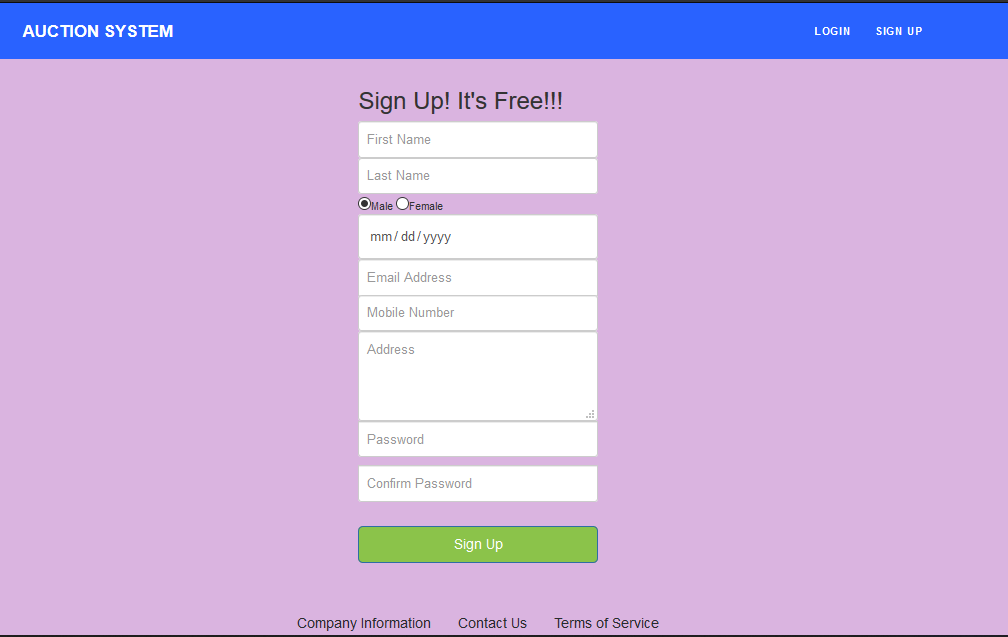 AUCTION SYSTEM LOGIN SIGN UP
Sign Up! It's Free!!!
First Name
Last Name
Male Female
mm/dd/yyyy
Email Address
Mobile Number
Address
Password
Confirm Password
Sign Up
Company Information Contact Us Terms of Service